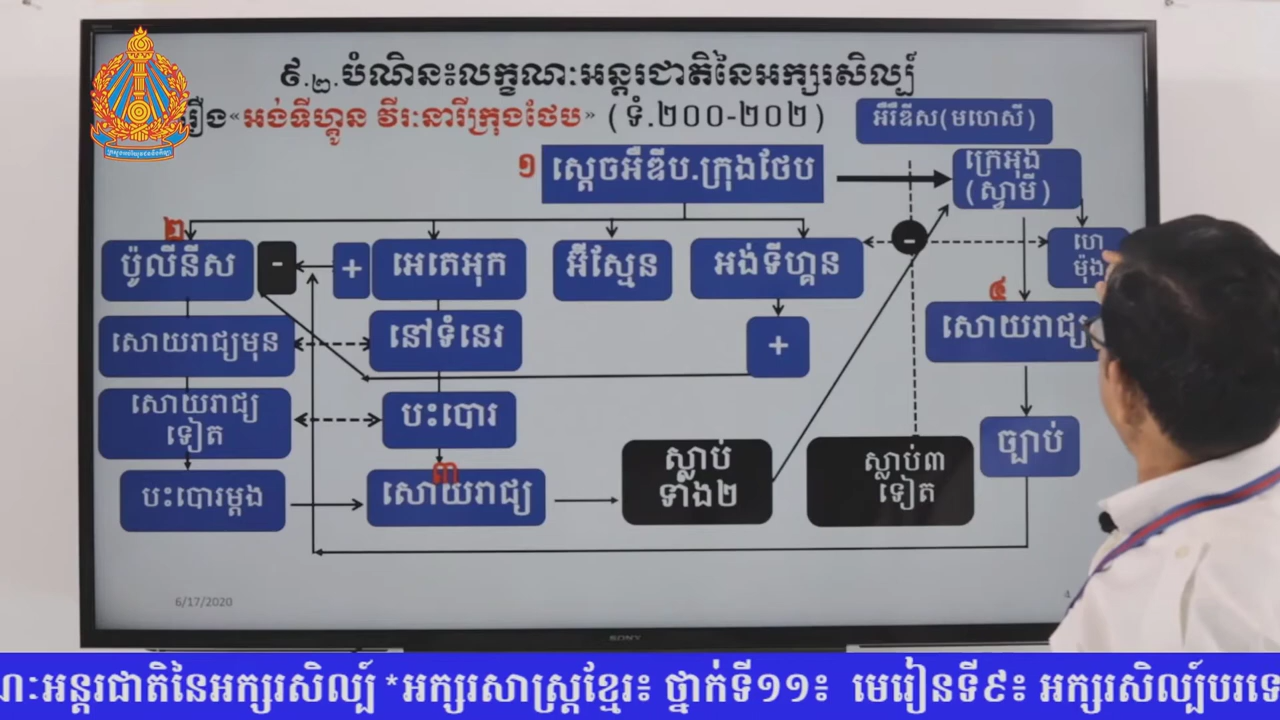 ៩.២.បំណិន៖លក្ខណៈអន្តរជាតិនៃអក្សរសិល្ប៍
រឿង«អង់ទីហ្គូន វីរៈនារីក្រុងថែប» (ទំ.២០០-២០២)
អឺរីឌីស(មហេសី)
១ ស្តេចអឺឌីប.ក្រុងថែប
ក្រេអុង
(ស្វាមី)
២
ប៉ូលីនីស
-
+
អេតេអុក
អ៊ីស្មែន
អង់ទីហ្គូន
-
ហេ
ម៉ុង
៤
សោយរាជ្យមុន
នៅទំនេរ
+
សោយរាជ្យ
សោយរាជ្យ
ទៀត
បះបោរ
ច្បាប់
បះបោរម្តង
៣
សោយរាជ្យ
ស្លាប់
ទាំង២
ស្លាប់៣
ទៀត
6/17/2020
4
SONY
ណៈអន្តរជាតិនៃអក្សរសិល្ប៍ *អក្សរសាស្ត្រខ្មែរ៖ ថ្នាក់ទី១១៖ មេរៀនទី៩៖ អក្សរសិល្ប៍បរទេ